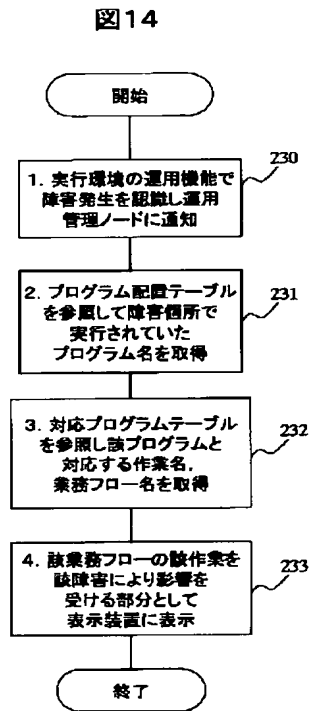 図14
開始
230
1. 実行環境の運用機能で
障害発生を認識し運用
管理ノードに通知
231
2. プログラム配置テーブル
を参照して障害個所で
実行されていた
プログラム名を取得
232
3. 対応プログラムテーブル
を参照し該プログラムと
対応する作業名,
業務フロー名を取得
233
4. 該業務フローの該作業を
該障害により影響を
受ける部分として
表示装置に表示
終了